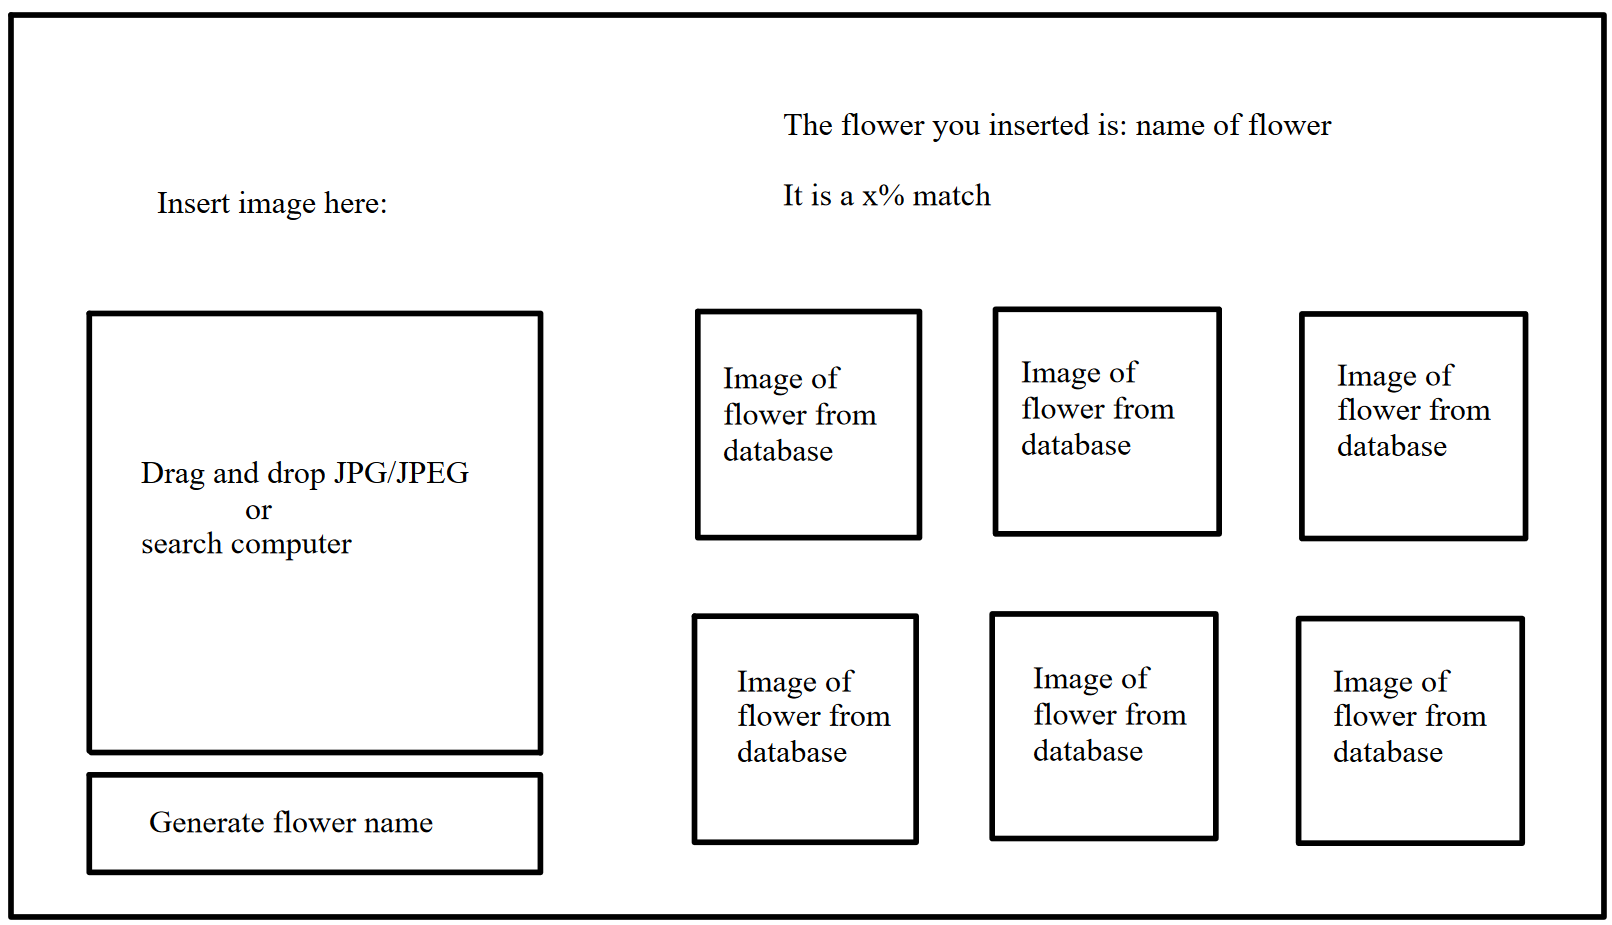 The flower you inserted is: name of flower
It is a x% match
Insert image here:
Drag and drop JPG/JPEG
or
search computer
Generate flower name
Image of
flower from
database
Image of
flower from
database
Image of
flower from
database
Image of
flower from
database
Image of
flower from
database
Image of
flower from
database